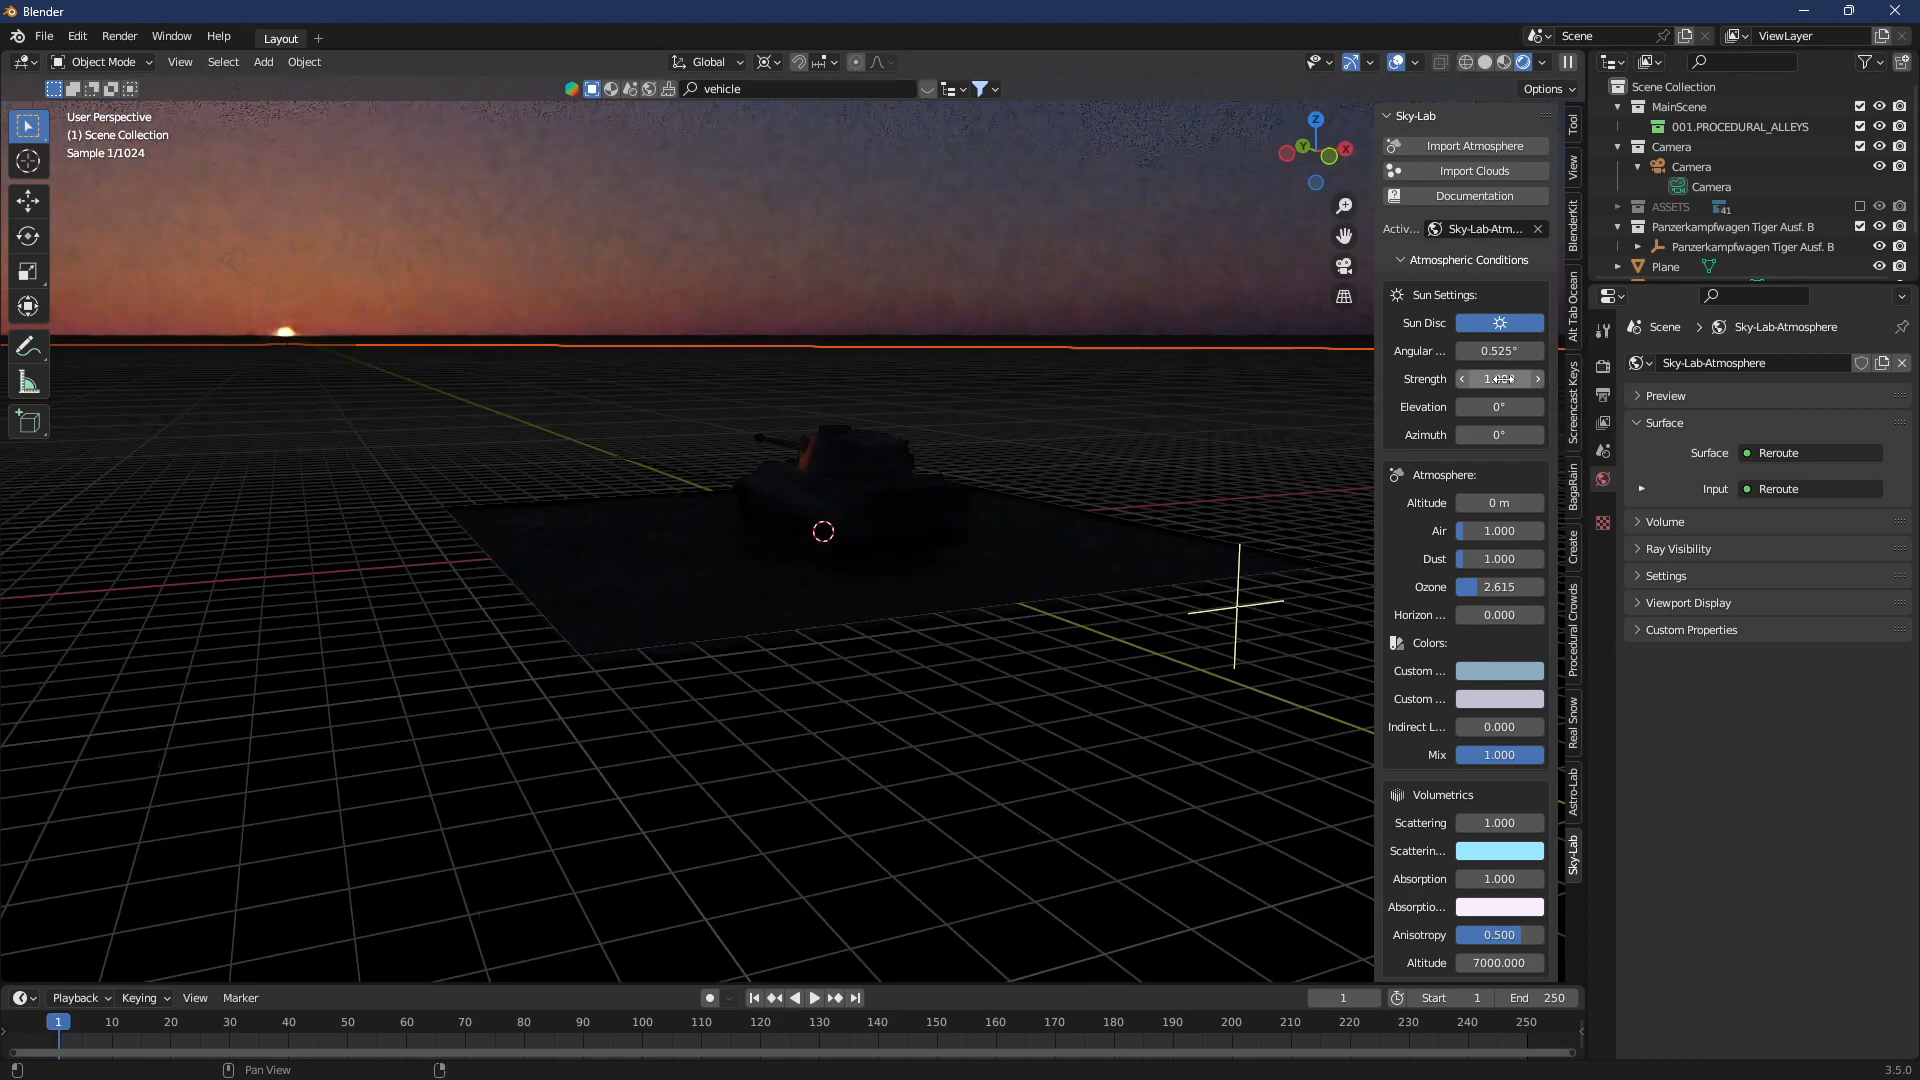 Blender
File Edit Render Window Help Layout Scene ViewLayer
Object Mode View Select Add Object Global
vehicle Options
User Perspective
(1) Scene Collection
Sample 1/1024
Z
Y
X
Sky-Lab
Import Atmosphere
Import Clouds
Documentation
Activ... Sky-Lab-Atm...
Atmospheric Conditions
Sun Settings:
Sun Disc
Angular ... 0.525°
Strength
Elevation 0°
Azimuth 0°
Atmosphere:
Altitude 0 m
Air 1.000
Dust 1.000
Ozone 2.615
Horizon ... 0.000
Colors:
Custom ...
Custom ...
Indirect L... 0.000
Mix 1.000
Volumetrics
Scattering 1.000
Scatterin...
Absorption 1.000
Absorptio...
Anisotropy 0.500
Altitude 7000.000
Tool
View
BlenderKit
Alt Tab Ocean
Screencast Keys
BagaRain
Create
Procedural Crowds
Real Snow
Astro-Lab
Sky-Lab
Scene Collection
MainScene
001.PROCEDURAL_ALLEYS
Camera
Camera
Camera
ASSETS 41
Panzerkampfwagen Tiger Ausf. B
Panzerkampfwagen Tiger Ausf. B
Plane
Scene Sky-Lab-Atmosphere
Sky-Lab-Atmosphere
Preview
Surface
Surface Reroute
Input Reroute
Volume
Ray Visibility
Settings
Viewport Display
Custom Properties
Playback Keying View Marker 1 Start 1 End 250
1 10 20 30 40 50 60 70 80 90 100 110 120 130 140 150 160 170 180 190 200 210 220 230 240 250
Pan View 3.5.0